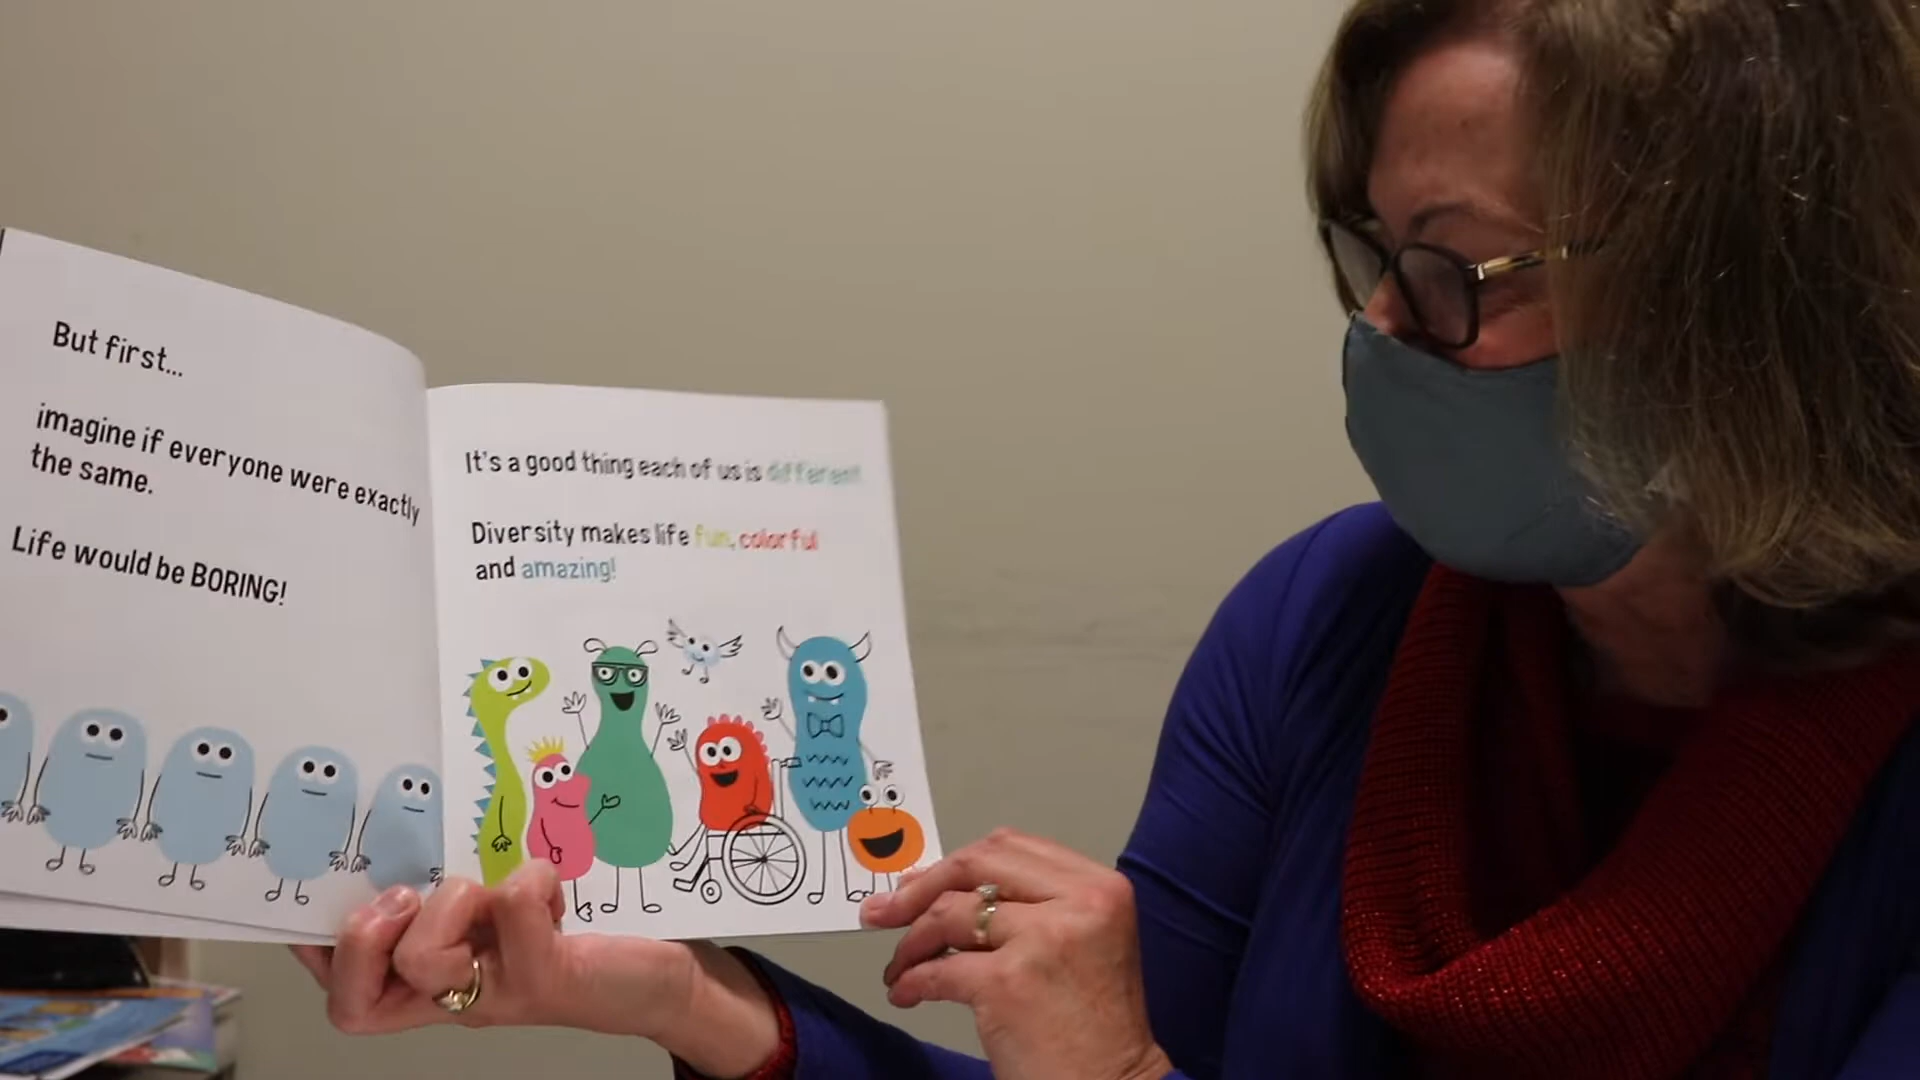 But first...
imagine if everyone were exactly
the same.
Life would be BORING!
It's a good thing each of us is different
Diversity makes life fun, colorful
and amazing!